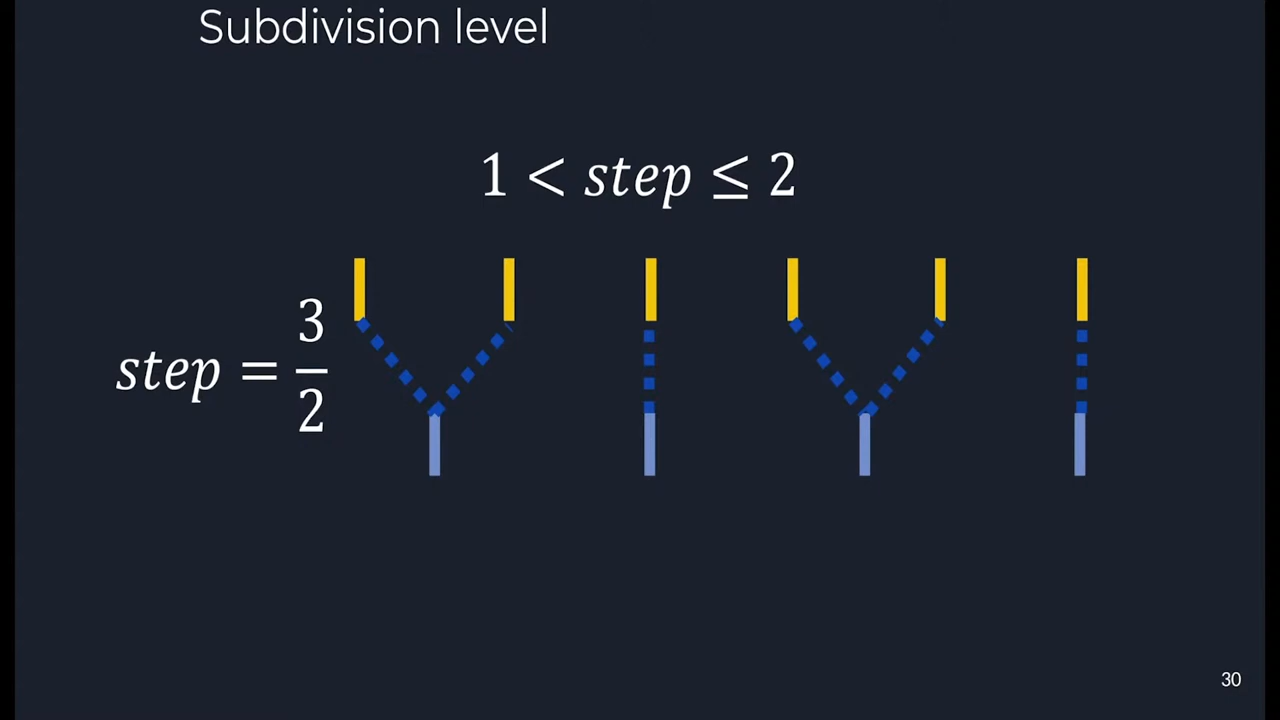 Subdivision level
1 < step ≤ 2
step = 3/2
30